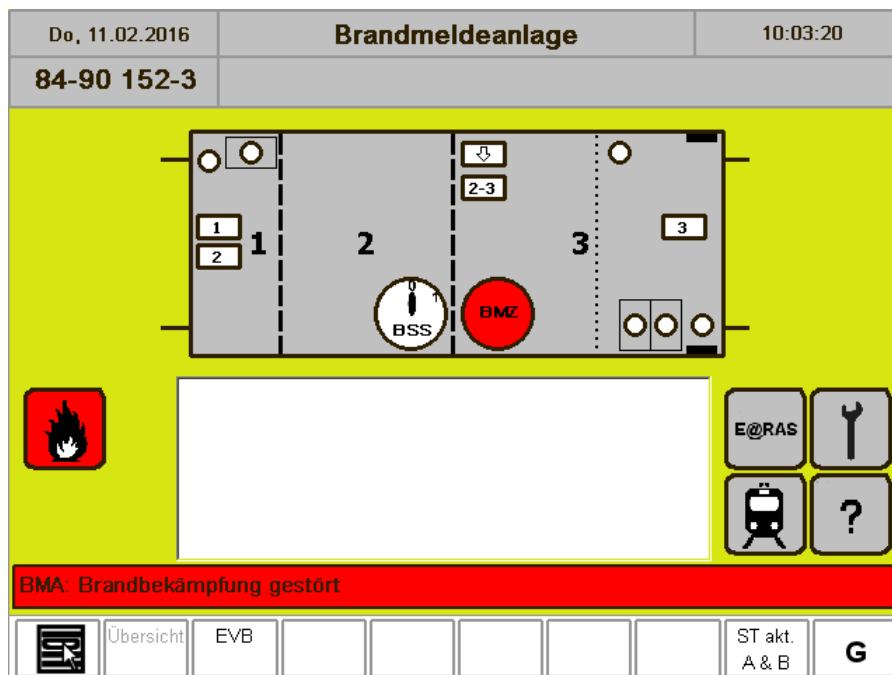 Do, 11.02.2016 Brandmeldeanlage 10:03:20
84-90 152-3
2-3
1 1 2 3 3
2
0 1
BSS BMZ
E@RAS
?
BMA: Brandbekämpfung gestört
Übersicht EVB ST akt. G
A & B